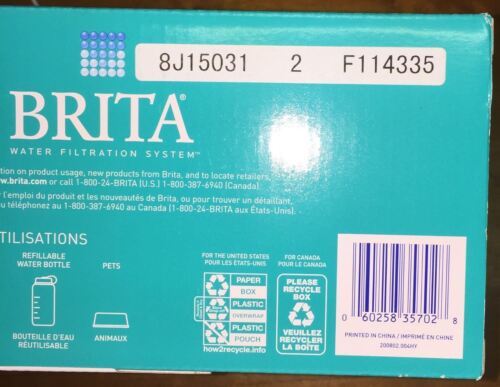 8J15031 2 F114335
BRITA®
WATER FILTRATION SYSTEM™
on product usage, new products from Brita, and to locate retailers,
.brita.com or call 1-800-24-BRITA (U.S.) 1-800-387-6940 (Canada).
l'emploi du produit et les nouveautés de Brita, ou pour trouver un détaillant,
ou téléphonez au 1-800-387-6940 au Canada (1-800-24-BRITA aux États-Unis).
UTILISATIONS
REFILLABLE
WATER BOTTLE
PETS
BOUTEILLE D'EAU
RÉUTILISABLE
ANIMAUX
FOR THE UNITED STATES
POUR LES ÉTATS-UNIS
PAPER
BOX
PLASTIC
OVERWRAP
PLASTIC
POUCH
how2recycle.info
FOR CANADA
POUR LE CANADA
PLEASE
RECYCLE
BOX
VEUILLEZ
RECYCLER
LA BOÎTE
0 60258 35702 8
PRINTED IN CHINA / IMPRIMÉ EN CHINE
200802.004HY